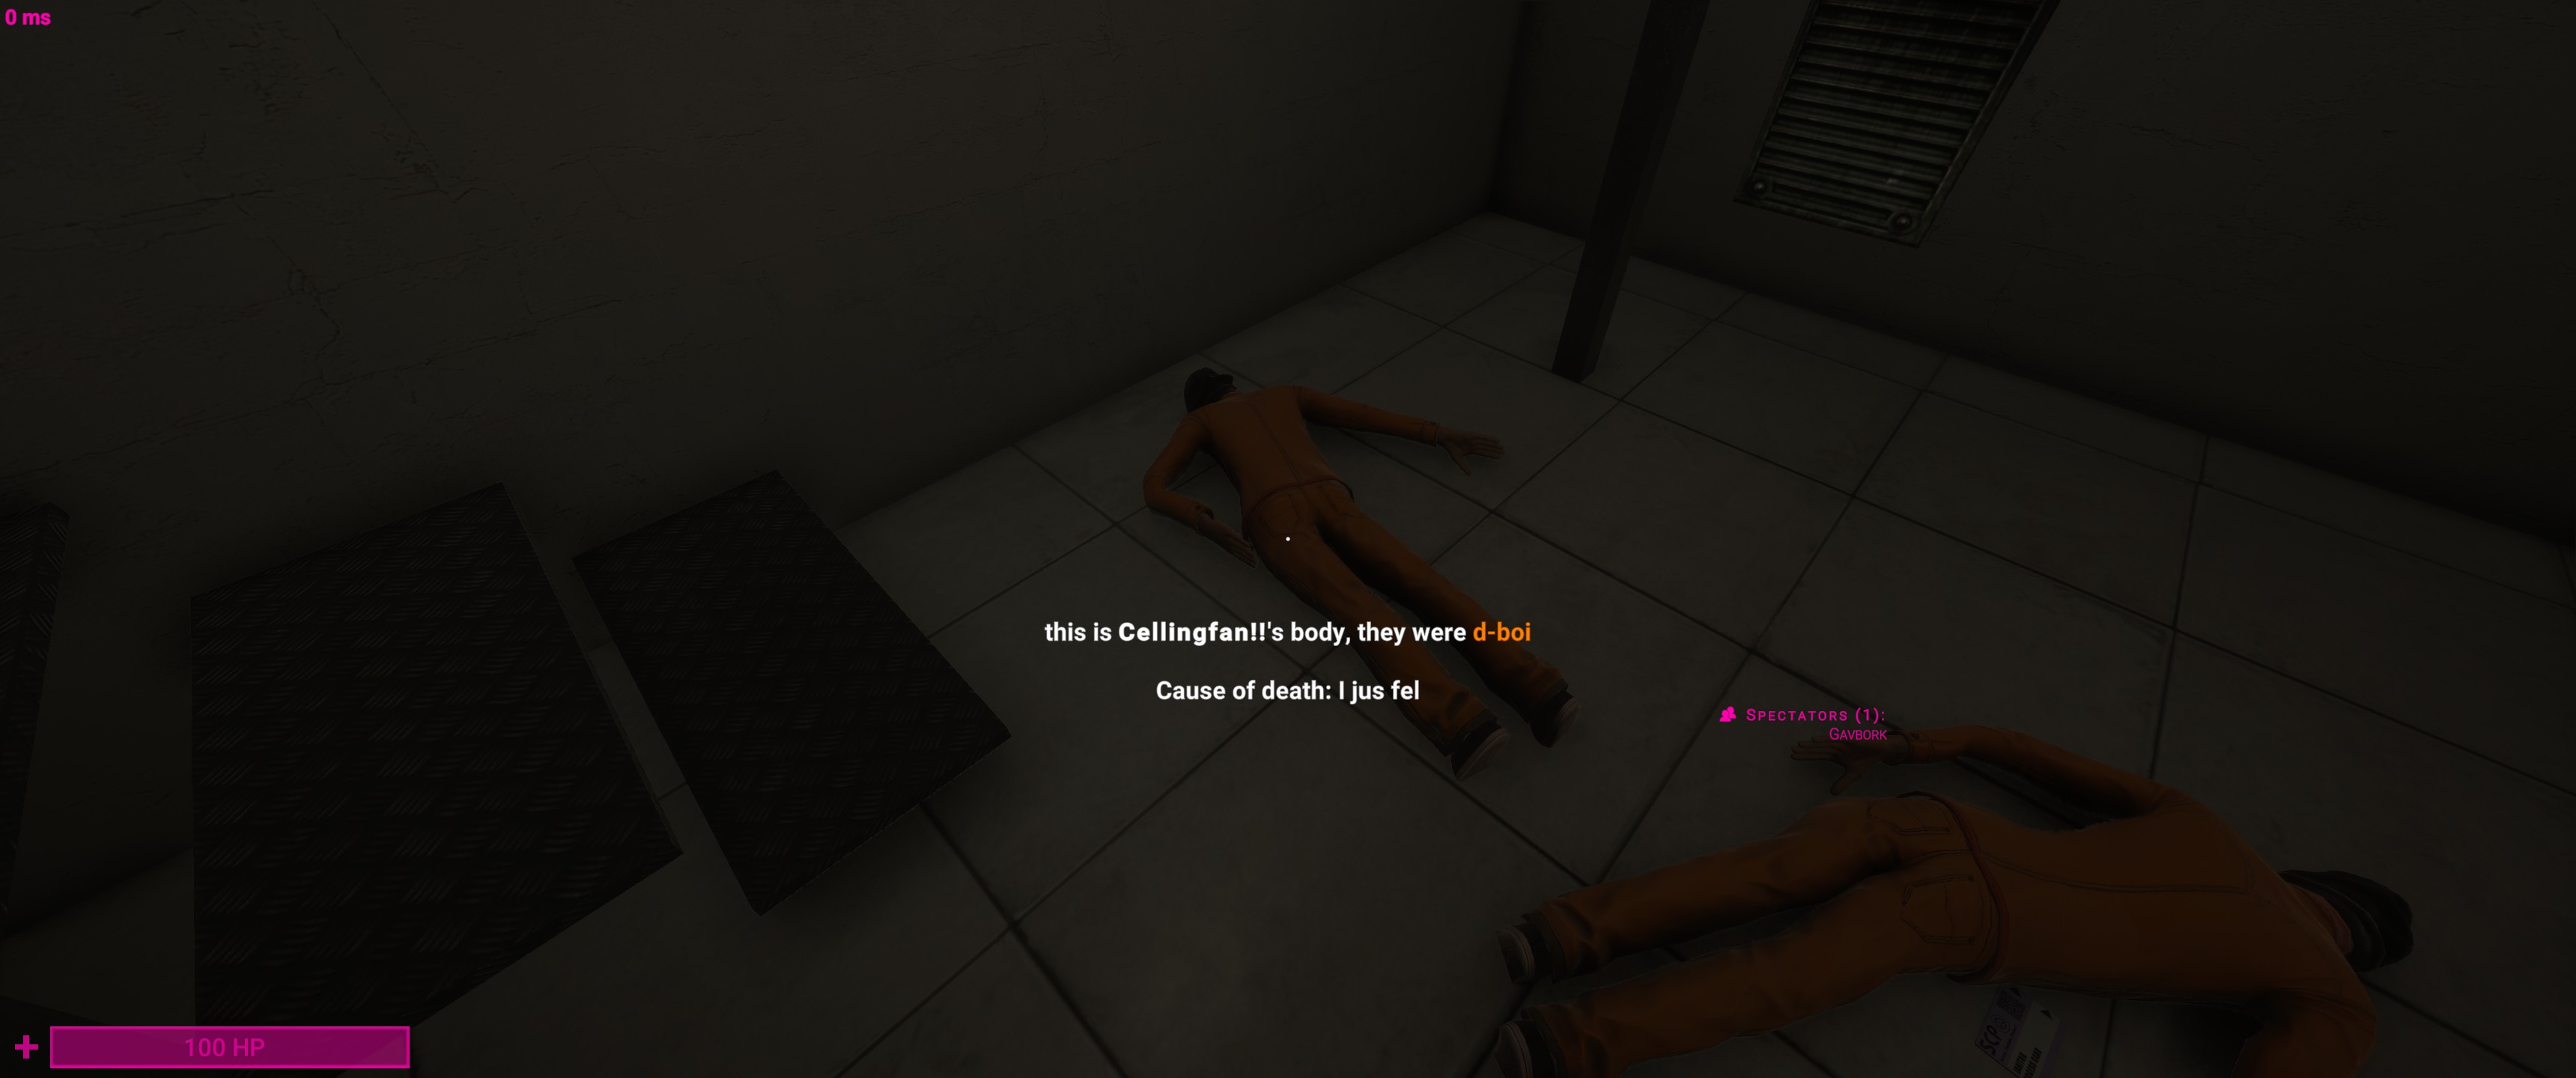 0 ms
this is Cellingfan!!'s body, they were d-boi
Cause of death: I jus fel
SPECTATORS (1):
GAVBORK
SCP
+ 100 HP